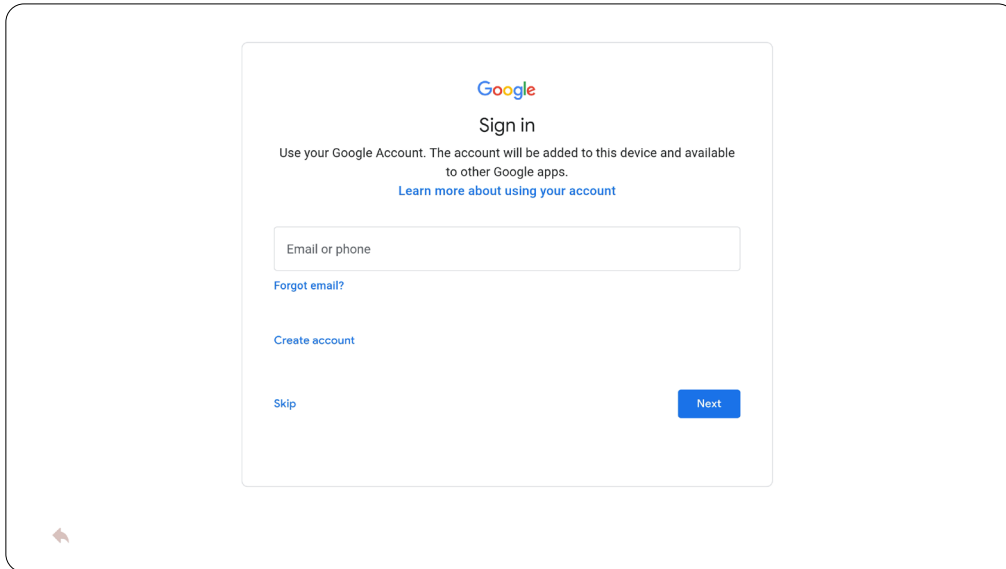 Google
Sign in
Use your Google Account. The account will be added to this device and available
to other Google apps.
Learn more about using your account
Email or phone
Forgot email?
Create account
Skip
Next